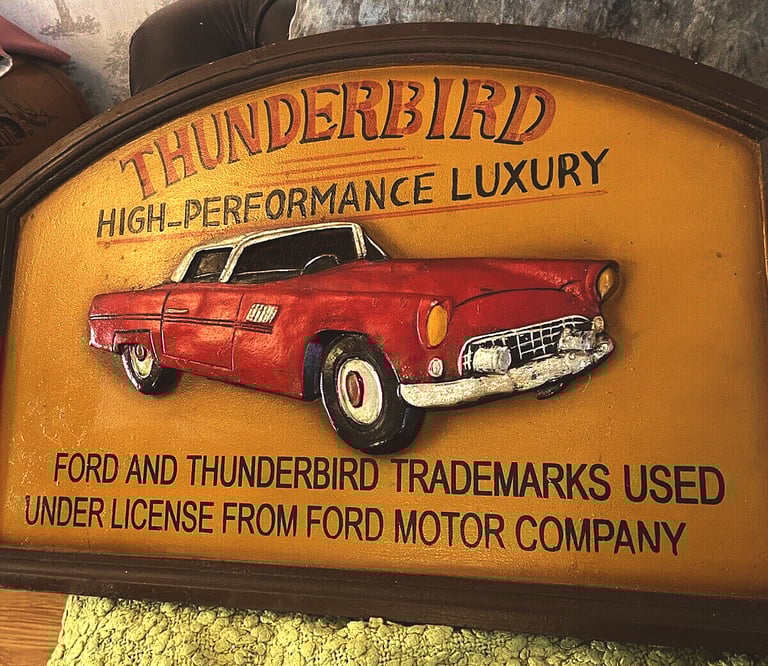 THUNDERBIRD
HIGH-PERFORMANCE LUXURY
FORD AND THUNDERBIRD TRADEMARKS USED
UNDER LICENSE FROM FORD MOTOR COMPANY